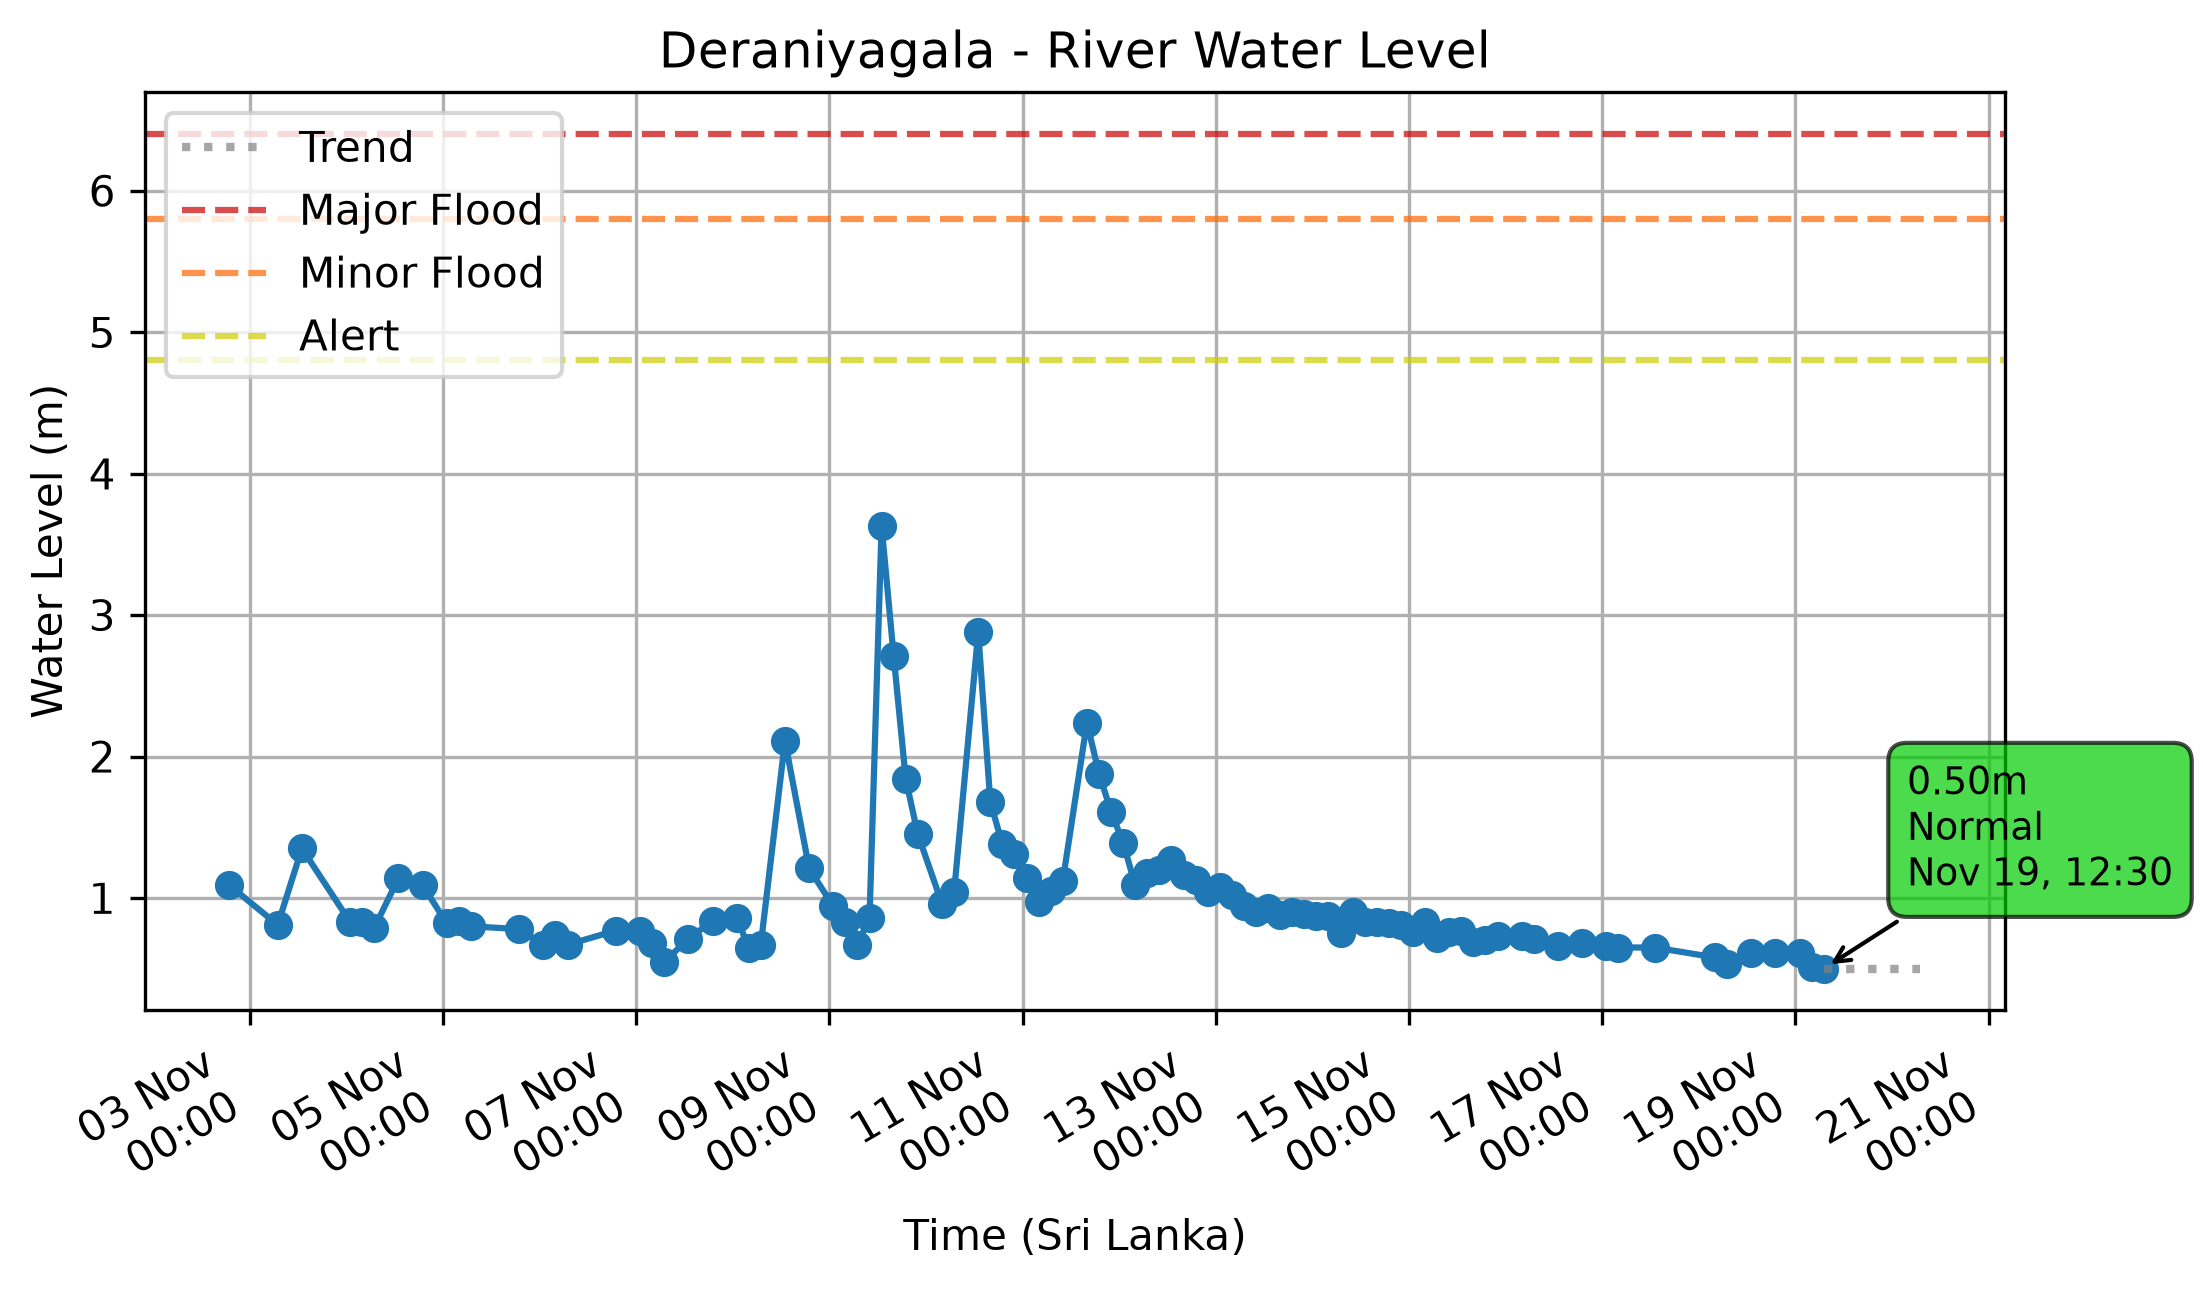 Deraniyagala - River Water Level
Trend
Major Flood
Minor Flood
Alert
Water Level (m)
6
5
4
3
2
1
0.50m
Normal
Nov 19, 12:30
03 Nov
00:00
05 Nov
00:00
07 Nov
00:00
09 Nov
00:00
11 Nov
00:00
13 Nov
00:00
15 Nov
00:00
17 Nov
00:00
19 Nov
00:00
21 Nov
00:00
Time (Sri Lanka)